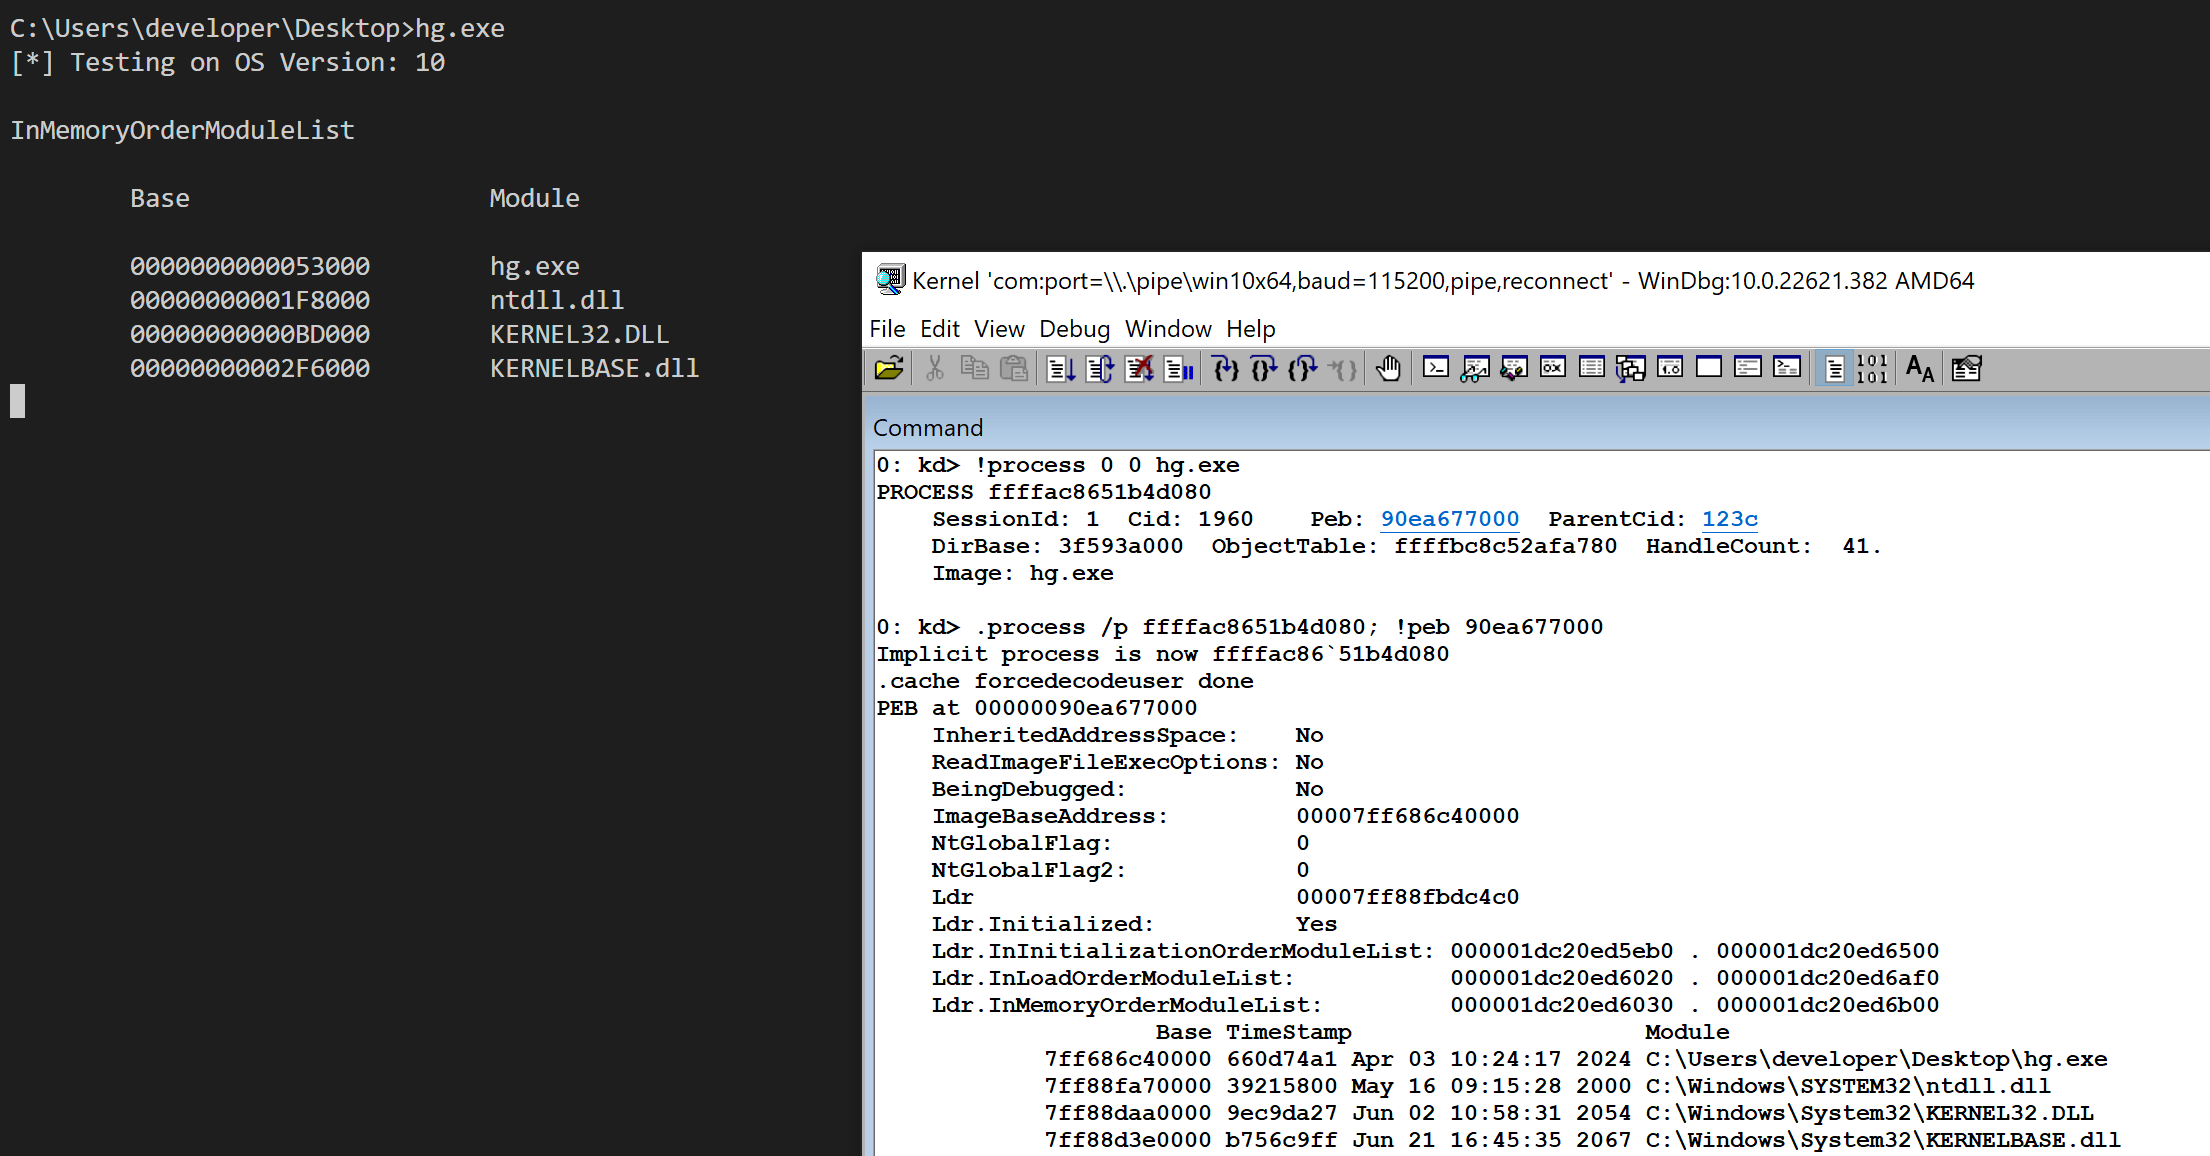 C:\Users\developer\Desktop>hg.exe
[*] Testing on OS Version: 10
InMemoryOrderModuleList
Base Module
0000000000053000 hg.exe
00000000001F8000 ntdll.dll
00000000000BD000 KERNEL32.DLL
00000000002F6000 KERNELBASE.dll
Kernel 'com:port=\\.\pipe\win10x64,baud=115200,pipe,reconnect' - WinDbg:10.0.22621.382 AMD64
File Edit View Debug Window Help
Command
0: kd> !process 0 0 hg.exe
PROCESS ffffac8651b4d080
SessionId: 1 Cid: 1960 Peb: 90ea677000 ParentCid: 123c
DirBase: 3f593a000 ObjectTable: ffffbc8c52afa780 HandleCount: 41.
Image: hg.exe
0: kd> .process /p ffffac8651b4d080; !peb 90ea677000
Implicit process is now ffffac86`51b4d080
.cache forcedecodeuser done
PEB at 00000090ea677000
InheritedAddressSpace: No
ReadImageFileExecOptions: No
BeingDebugged: No
ImageBaseAddress: 00007ff686c40000
NtGlobalFlag: 0
NtGlobalFlag2: 0
Ldr 00007ff88fbdc4c0
Ldr.Initialized: Yes
Ldr.InInitializationOrderModuleList: 000001dc20ed5eb0 . 000001dc20ed6500
Ldr.InLoadOrderModuleList: 000001dc20ed6020 . 000001dc20ed6af0
Ldr.InMemoryOrderModuleList: 000001dc20ed6030 . 000001dc20ed6b00
Base TimeStamp Module
7ff686c40000 660d74a1 Apr 03 10:24:17 2024 C:\Users\developer\Desktop\hg.exe
7ff88fa70000 39215800 May 16 09:15:28 2000 C:\Windows\SYSTEM32\ntdll.dll
7ff88daa0000 9ec9da27 Jun 02 10:58:31 2054 C:\Windows\System32\KERNEL32.DLL
7ff88d3e0000 b756c9ff Jun 21 16:45:35 2067 C:\Windows\System32\KERNELBASE.dll